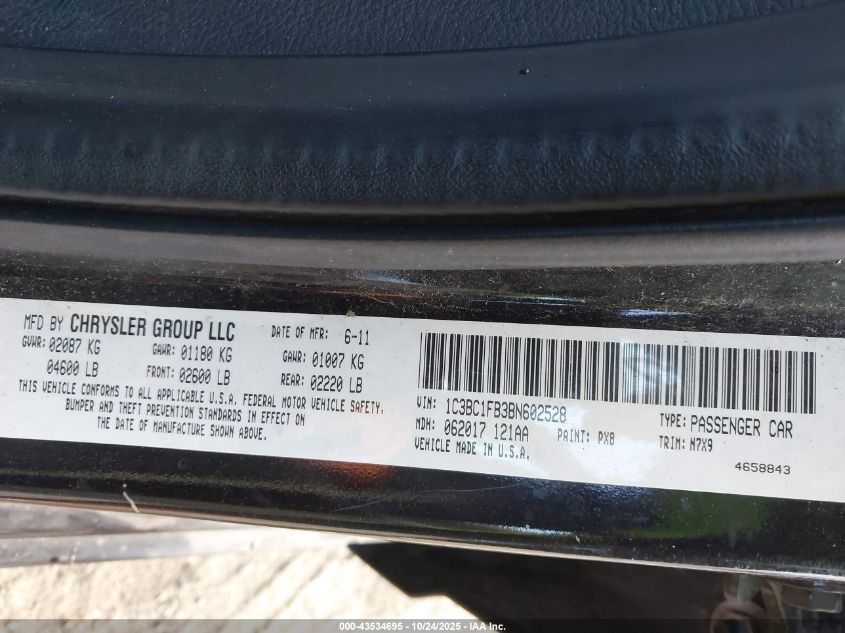 MFD BY CHRYSLER GROUP LLC DATE OF MFR: 6-11
GVWR: 02087 KG GAWR: 01180 KG GAWR: 01007 KG
04600 LB FRONT: 02600 LB REAR: 02220 LB
THIS VEHICLE CONFORMS TO ALL APPLICABLE U.S.A. FEDERAL MOTOR VEHICLE SAFETY,
BUMPER AND THEFT PREVENTION STANDARDS IN EFFECT ON
THE DATE OF MANUFACTURE SHOWN ABOVE.
VIN: 1C3BC1FB3BN602528 TYPE: PASSENGER CAR
MDH: 062017 121AA PAINT: PX8 TRIM: N7X9
VEHICLE MADE IN U.S.A.
4658843
000-43534695 - 10/24/2025 - IAA Inc.